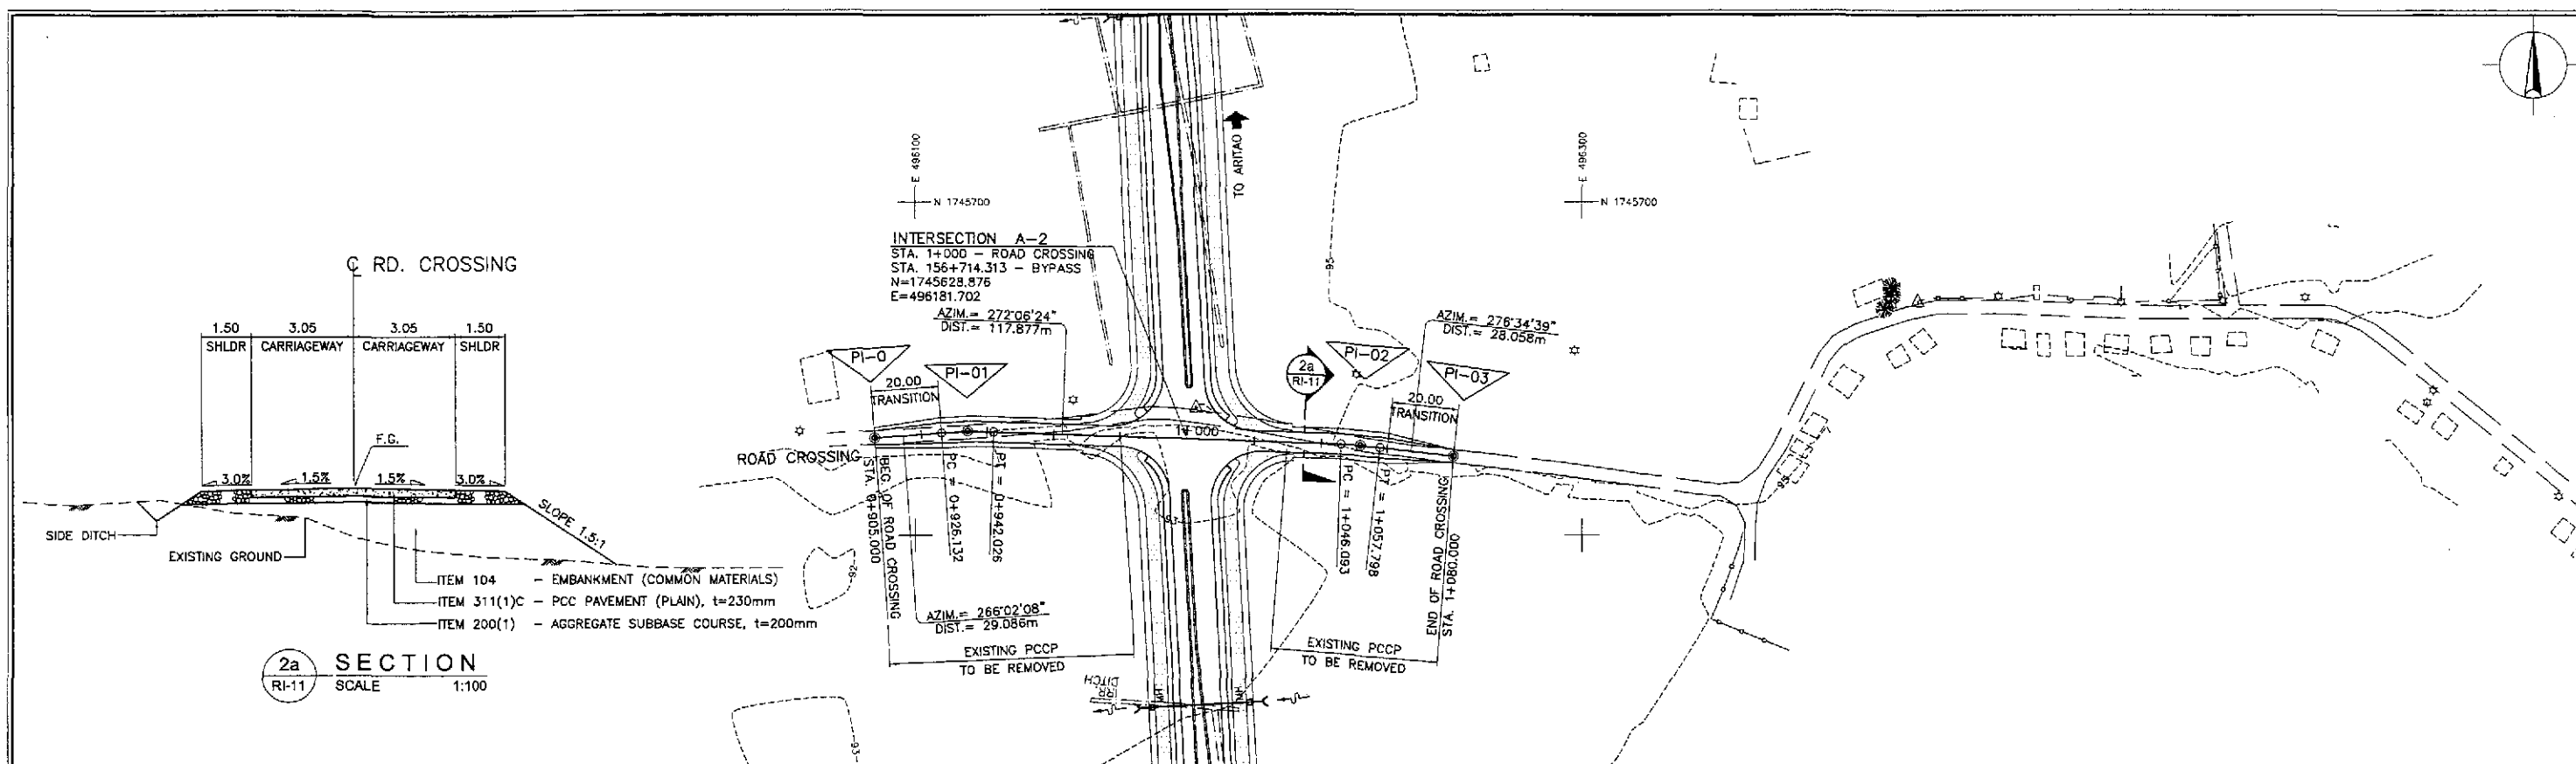 ℄ RD. CROSSING
1.50 3.05 3.05 1.50
SHLDR CARRIAGEWAY CARRIAGEWAY SHLDR
F.G.
3.0% 1.5% 1.5% 3.0%
SLOPE 1.5:1
SIDE DITCH
EXISTING GROUND
ITEM 104 - EMBANKMENT (COMMON MATERIALS)
ITEM 311(1)C - PCC PAVEMENT (PLAIN), t=230mm
ITEM 200(1) - AGGREGATE SUBBASE COURSE, t=200mm
2a SECTION
RI-11 SCALE 1:100
E 496100
N 1745700
INTERSECTION A-2
STA. 1+000 - ROAD CROSSING
STA. 156+714.313 - BYPASS
N=1745628.876
E=496181.702
AZIM.= 272°06'24"
DIST.= 117.877m
TO ARITAO
E 496300
N 1745700
95
AZIM.= 276°34'39"
DIST.= 28.058m
PI-0
PI-01
20.00
TRANSITION
2a
RI-11
PI-02
PI-03
20.00
TRANSITION
1+000
ROAD CROSSING
STA. 0+905.000
BEG. OF ROAD CROSSING
PC = 0+926.132
PT = 0+942.026
PC = 1+046.093
PT = 1+057.798
END OF ROAD CROSSING
STA. 1+080.000
93
95
92
AZIM.= 266°02'08"
DIST.= 29.086m
EXISTING PCCP
TO BE REMOVED
EXISTING PCCP
TO BE REMOVED
IRR.
DITCH
HW
HW
93